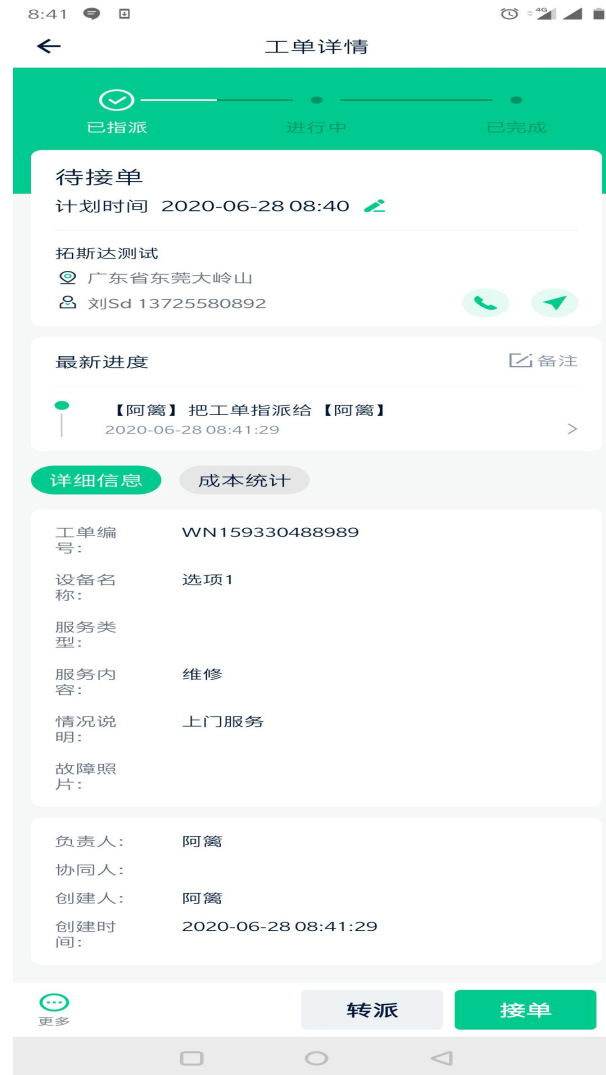 8:41
4G
工单详情
已指派
进行中
已完成
待接单
计划时间 2020-06-28 08:40
拓斯达测试
广东省东莞大岭山
刘Sd 13725580892
最新进度
备注
【阿篱】把工单指派给【阿篱】
2020-06-28 08:41:29
详细信息
成本统计
工单编号: WN159330488989
设备名称: 选项1
服务类型:
服务内容: 维修
情况说明: 上门服务
故障照片:
负责人: 阿篱
协同人:
创建人: 阿篱
创建时间: 2020-06-28 08:41:29
更多
转派
接单